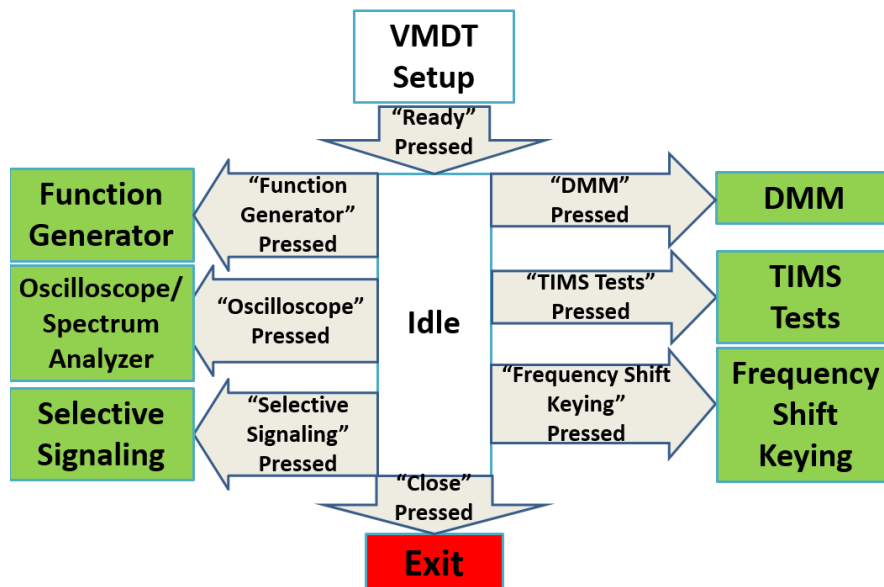 VMDT
Setup
“Ready”
Pressed
Function
Generator
“Function
Generator”
Pressed
“DMM”
Pressed
DMM
Oscilloscope/
Spectrum
Analyzer
“Oscilloscope”
Pressed
Idle
“TIMS Tests”
Pressed
TIMS
Tests
Selective
Signaling
“Selective
Signaling”
Pressed
“Frequency Shift
Keying”
Pressed
Frequency
Shift
Keying
“Close”
Pressed
Exit